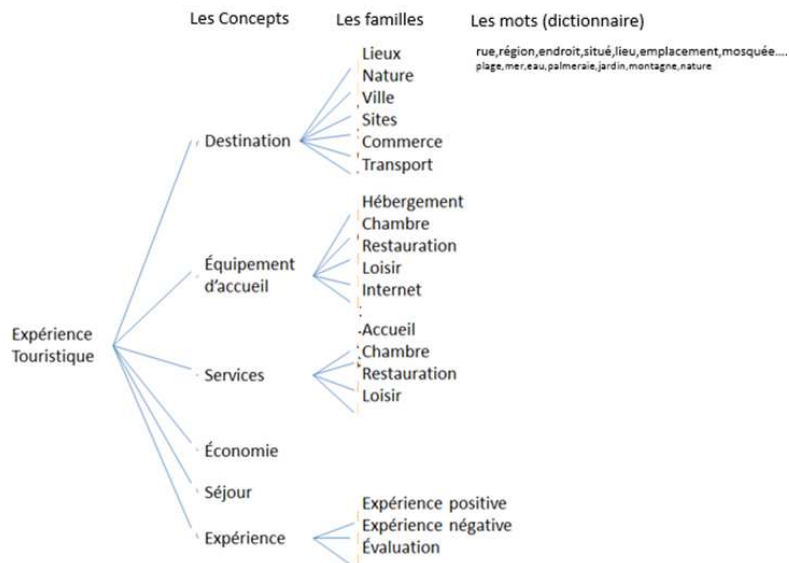 Les Concepts Les familles Les mots (dictionnaire)
Lieux rue,région,endroit,situé,lieu,emplacement,mosquée....
plage,mer,eau,palmeraie,jardin,montagne,nature
Nature
Ville
Sites
Destination Commerce
Transport
Hébergement
Chambre
Restauration
Équipement
d'accueil
Loisir
Internet
Expérience
Touristique
Accueil
Chambre
Services Restauration
Loisir
Économie
Séjour
Expérience positive
Expérience Expérience négative
Évaluation